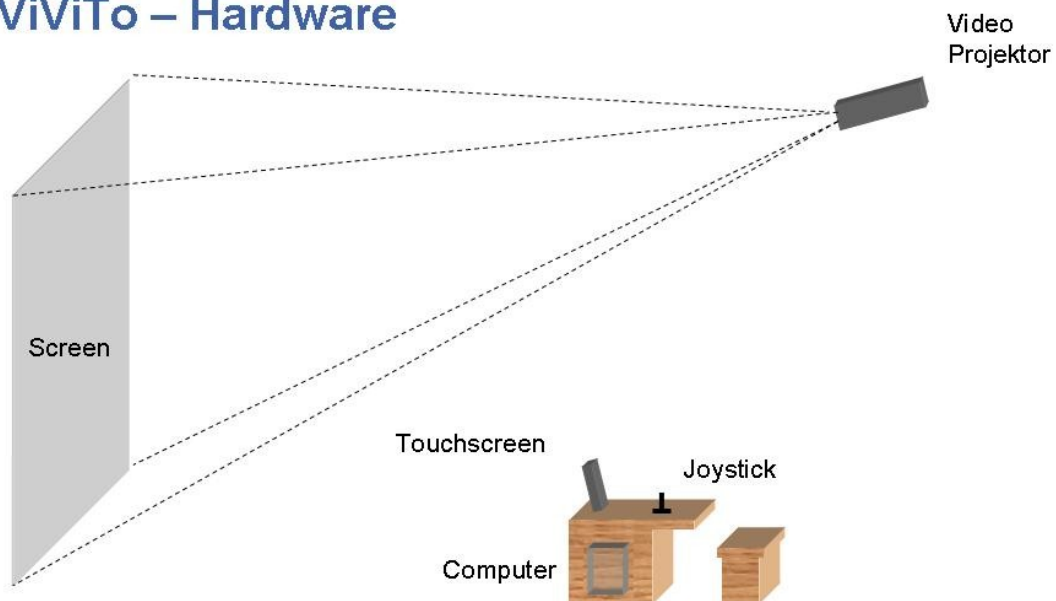 ViViTo – Hardware
Video
Projektor
Screen
Touchscreen
Joystick
Computer